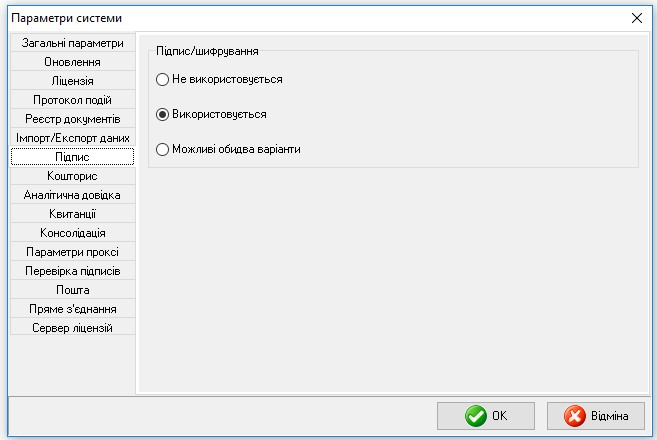 Параметри системи
Загальні параметри
Оновлення
Ліцензія
Протокол подій
Реєстр документів
Імпорт/Експорт даних
Підпис
Кошторис
Аналітична довідка
Квитанції
Консолідація
Параметри проксі
Перевірка підписів
Пошта
Пряме з'єднання
Сервер ліцензій
Підпис/шифрування
Не використовується
Використовується
Можливі обидва варіанти
OK
Відміна